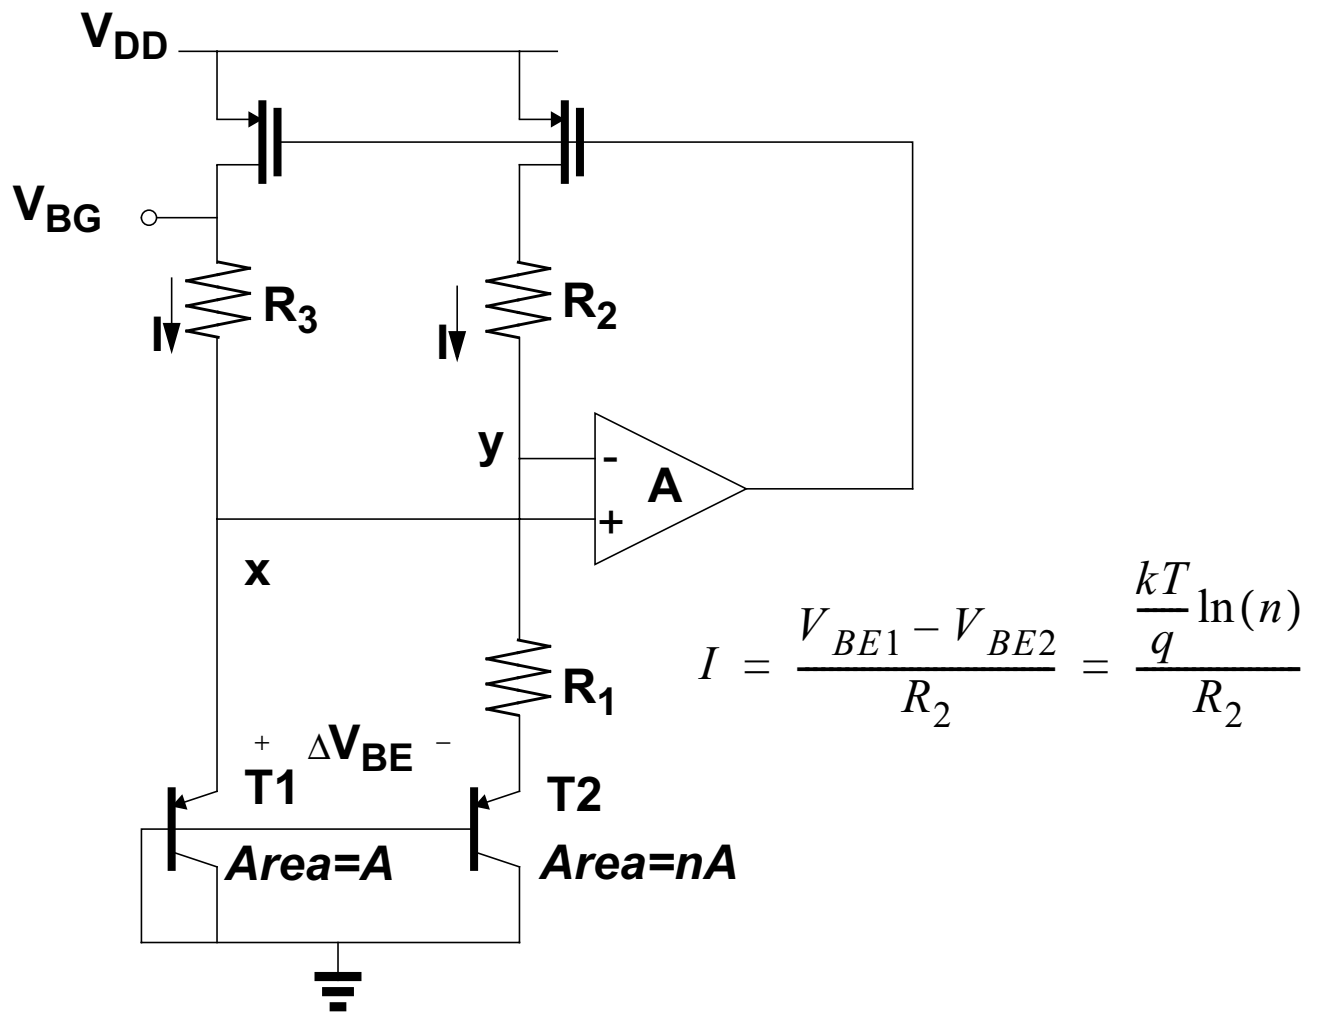 VDD
VBG
I
R3
I
R2
y
-
A
+
x
I = VBE1 – VBE2 / R2 = kT/q ln(n) / R2
R1
+ ΔVBE –
T1
T2
Area=A
Area=nA